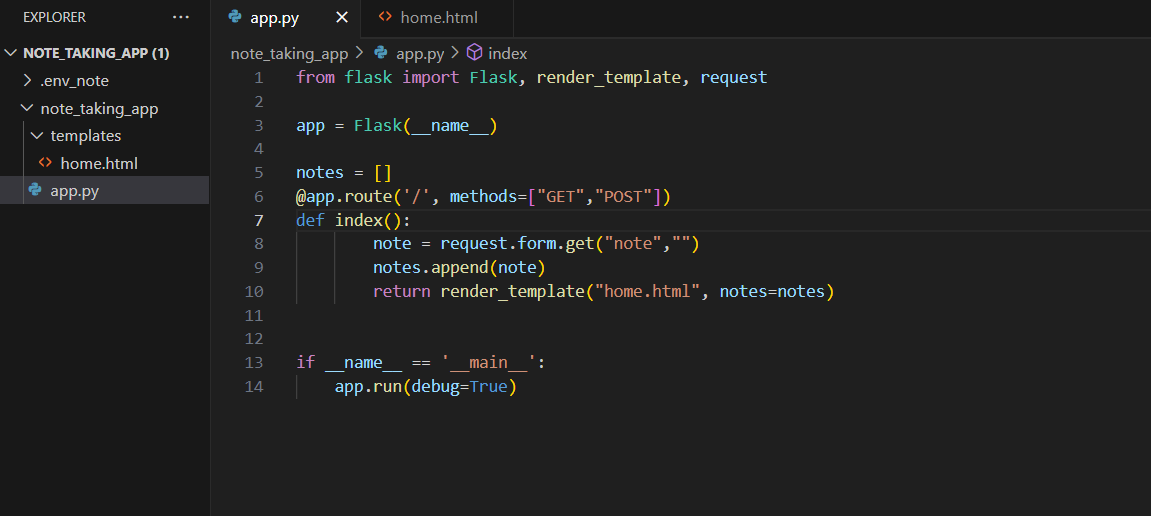 EXPLORER ...
NOTE_TAKING_APP (1)
.env_note
note_taking_app
templates
home.html
app.py
app.py home.html
note_taking_app > app.py > index
1 from flask import Flask, render_template, request
2
3 app = Flask(__name__)
4
5 notes = []
6 @app.route('/', methods=["GET","POST"])
7 def index():
8         note = request.form.get("note","")
9         notes.append(note)
10         return render_template("home.html", notes=notes)
11
12
13 if __name__ == '__main__':
14     app.run(debug=True)